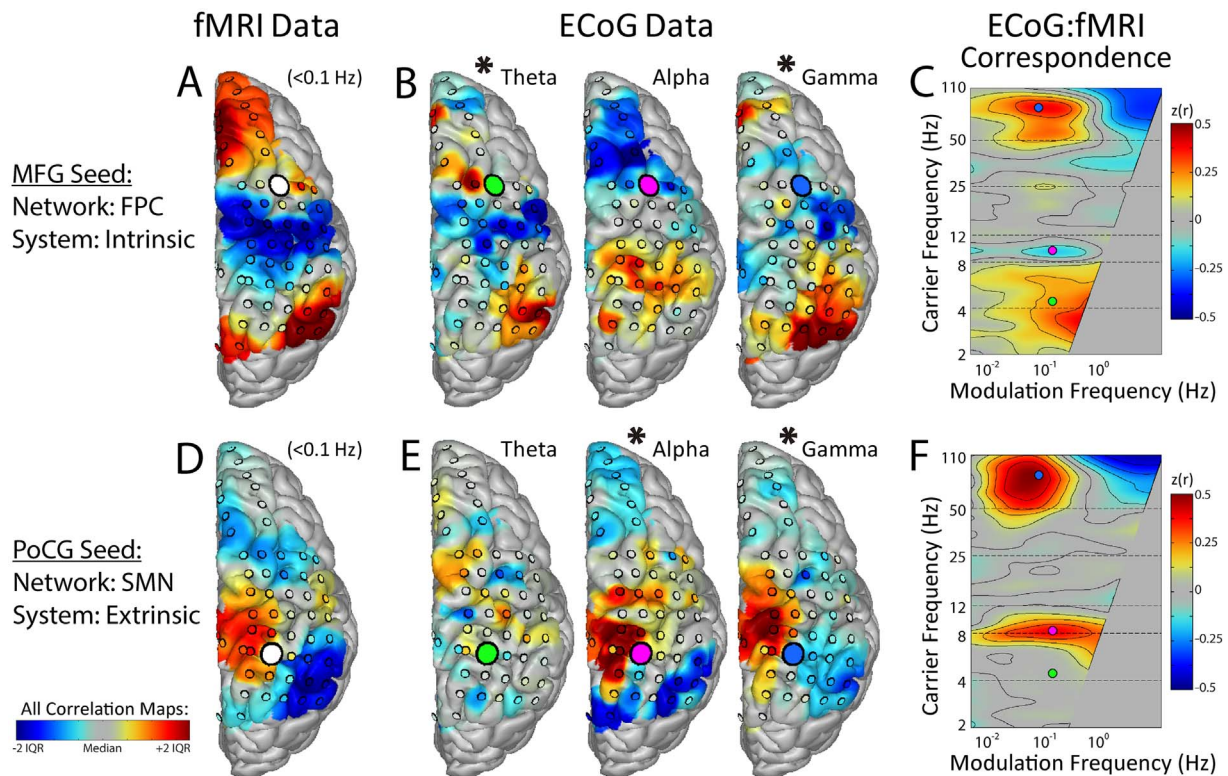 fMRI Data
ECoG Data
ECoG:fMRI
Correspondence
A
(<0.1 Hz)
B
* Theta
Alpha
* Gamma
C
MFG Seed:
Network: FPC
System: Intrinsic
Carrier Frequency (Hz)
110
50
25
12
8
4
2
10⁻²
10⁻¹
10⁰
Modulation Frequency (Hz)
z(r)
0.5
0.25
0
-0.25
-0.5
D
(<0.1 Hz)
E
Theta
* Alpha
* Gamma
F
PoCG Seed:
Network: SMN
System: Extrinsic
Carrier Frequency (Hz)
110
50
25
12
8
4
2
10⁻²
10⁻¹
10⁰
Modulation Frequency (Hz)
z(r)
0.5
0.25
0
-0.25
-0.5
All Correlation Maps:
-2 IQR
Median
+2 IQR